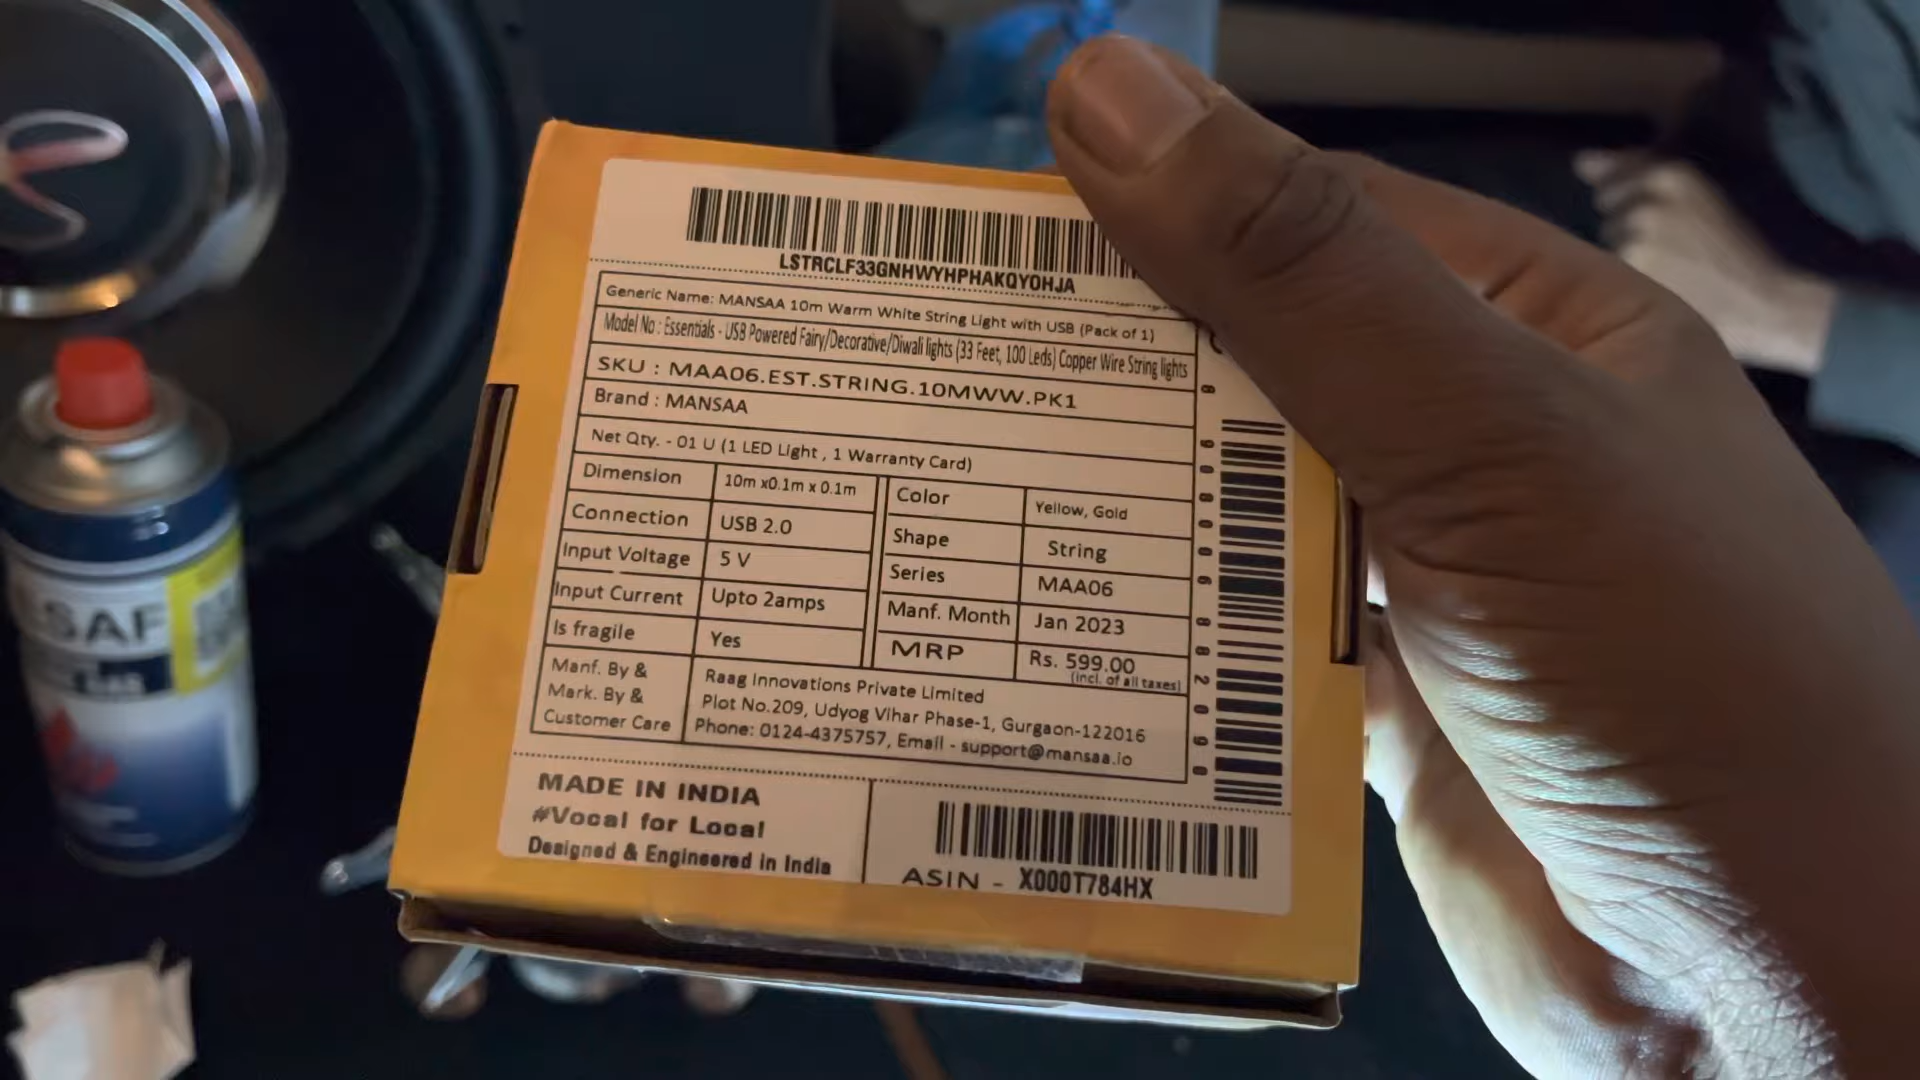 LSTRCLF33GNHWYHPHAKQYOHJA
Generic Name: MANSAA 10m Warm White String Light with USB (Pack of 1)
Model No : Essentials - USB Powered Fairy/Decorative/Diwali lights (33 Feet, 100 Leds) Copper Wire String lights
SKU : MAA06.EST.STRING.10MWW.PK1
Brand : MANSAA
Net Qty. - 01 U (1 LED Light , 1 Warranty Card)
Dimension 10m x0.1m x 0.1m
Connection USB 2.0
Input Voltage 5 V
Input Current Upto 2amps
Is fragile Yes
Color Yellow, Gold
Shape String
Series MAA06
Manf. Month Jan 2023
MRP Rs. 599.00
(incl. of all taxes)
Manf. By &
Mark. By &
Customer Care
Raag Innovations Private Limited
Plot No.209, Udyog Vihar Phase-1, Gurgaon-122016
Phone: 0124-4375757, Email - support@mansaa.io
MADE IN INDIA
#Vocal for Local
Designed & Engineered in India
ASIN - X000T784HX
SAF
GAS